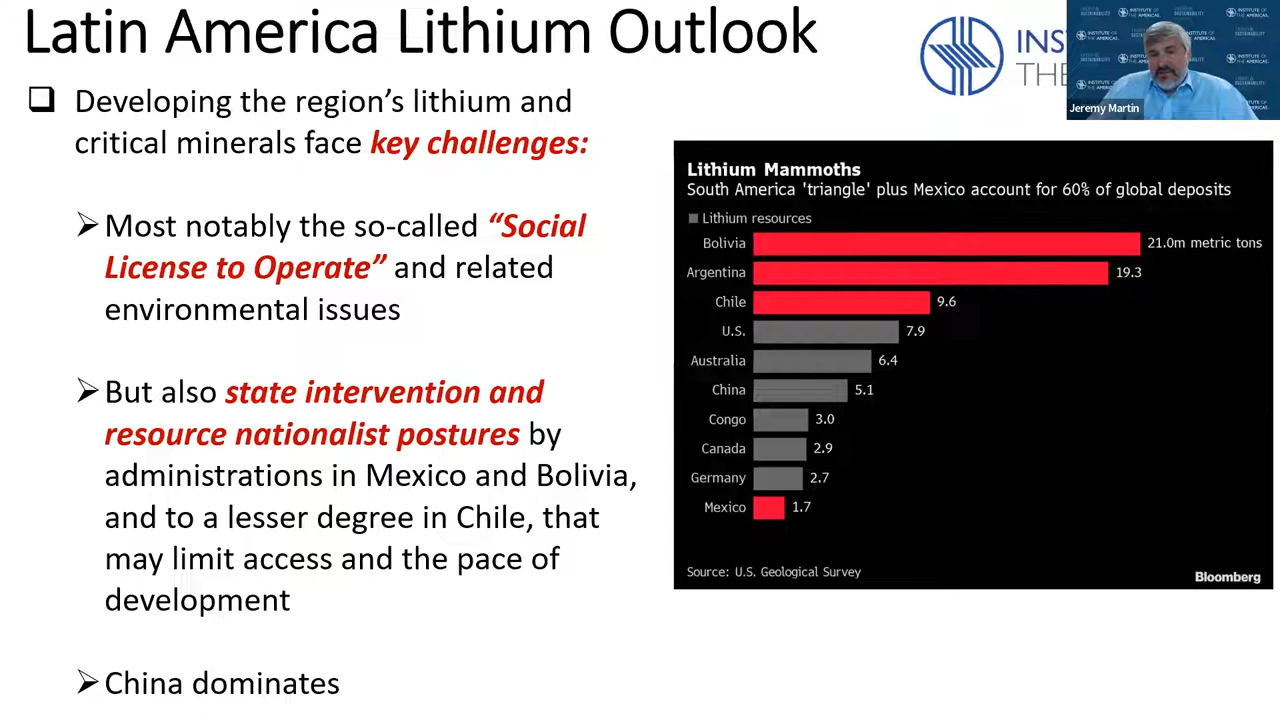 Latin America Lithium Outlook
❑ Developing the region's lithium and
critical minerals face key challenges:
➢ Most notably the so-called "Social
License to Operate" and related
environmental issues
➢ But also state intervention and
resource nationalist postures by
administrations in Mexico and Bolivia,
and to a lesser degree in Chile, that
may limit access and the pace of
development
➢ China dominates
THE
Jeremy Martin
Lithium Mammoths
South America 'triangle' plus Mexico account for 60% of global deposits
Lithium resources
Bolivia 21.0m metric tons
Argentina 19.3
Chile 9.6
U.S. 7.9
Australia 6.4
China 5.1
Congo 3.0
Canada 2.9
Germany 2.7
Mexico 1.7
Source: U.S. Geological Survey
Bloomberg